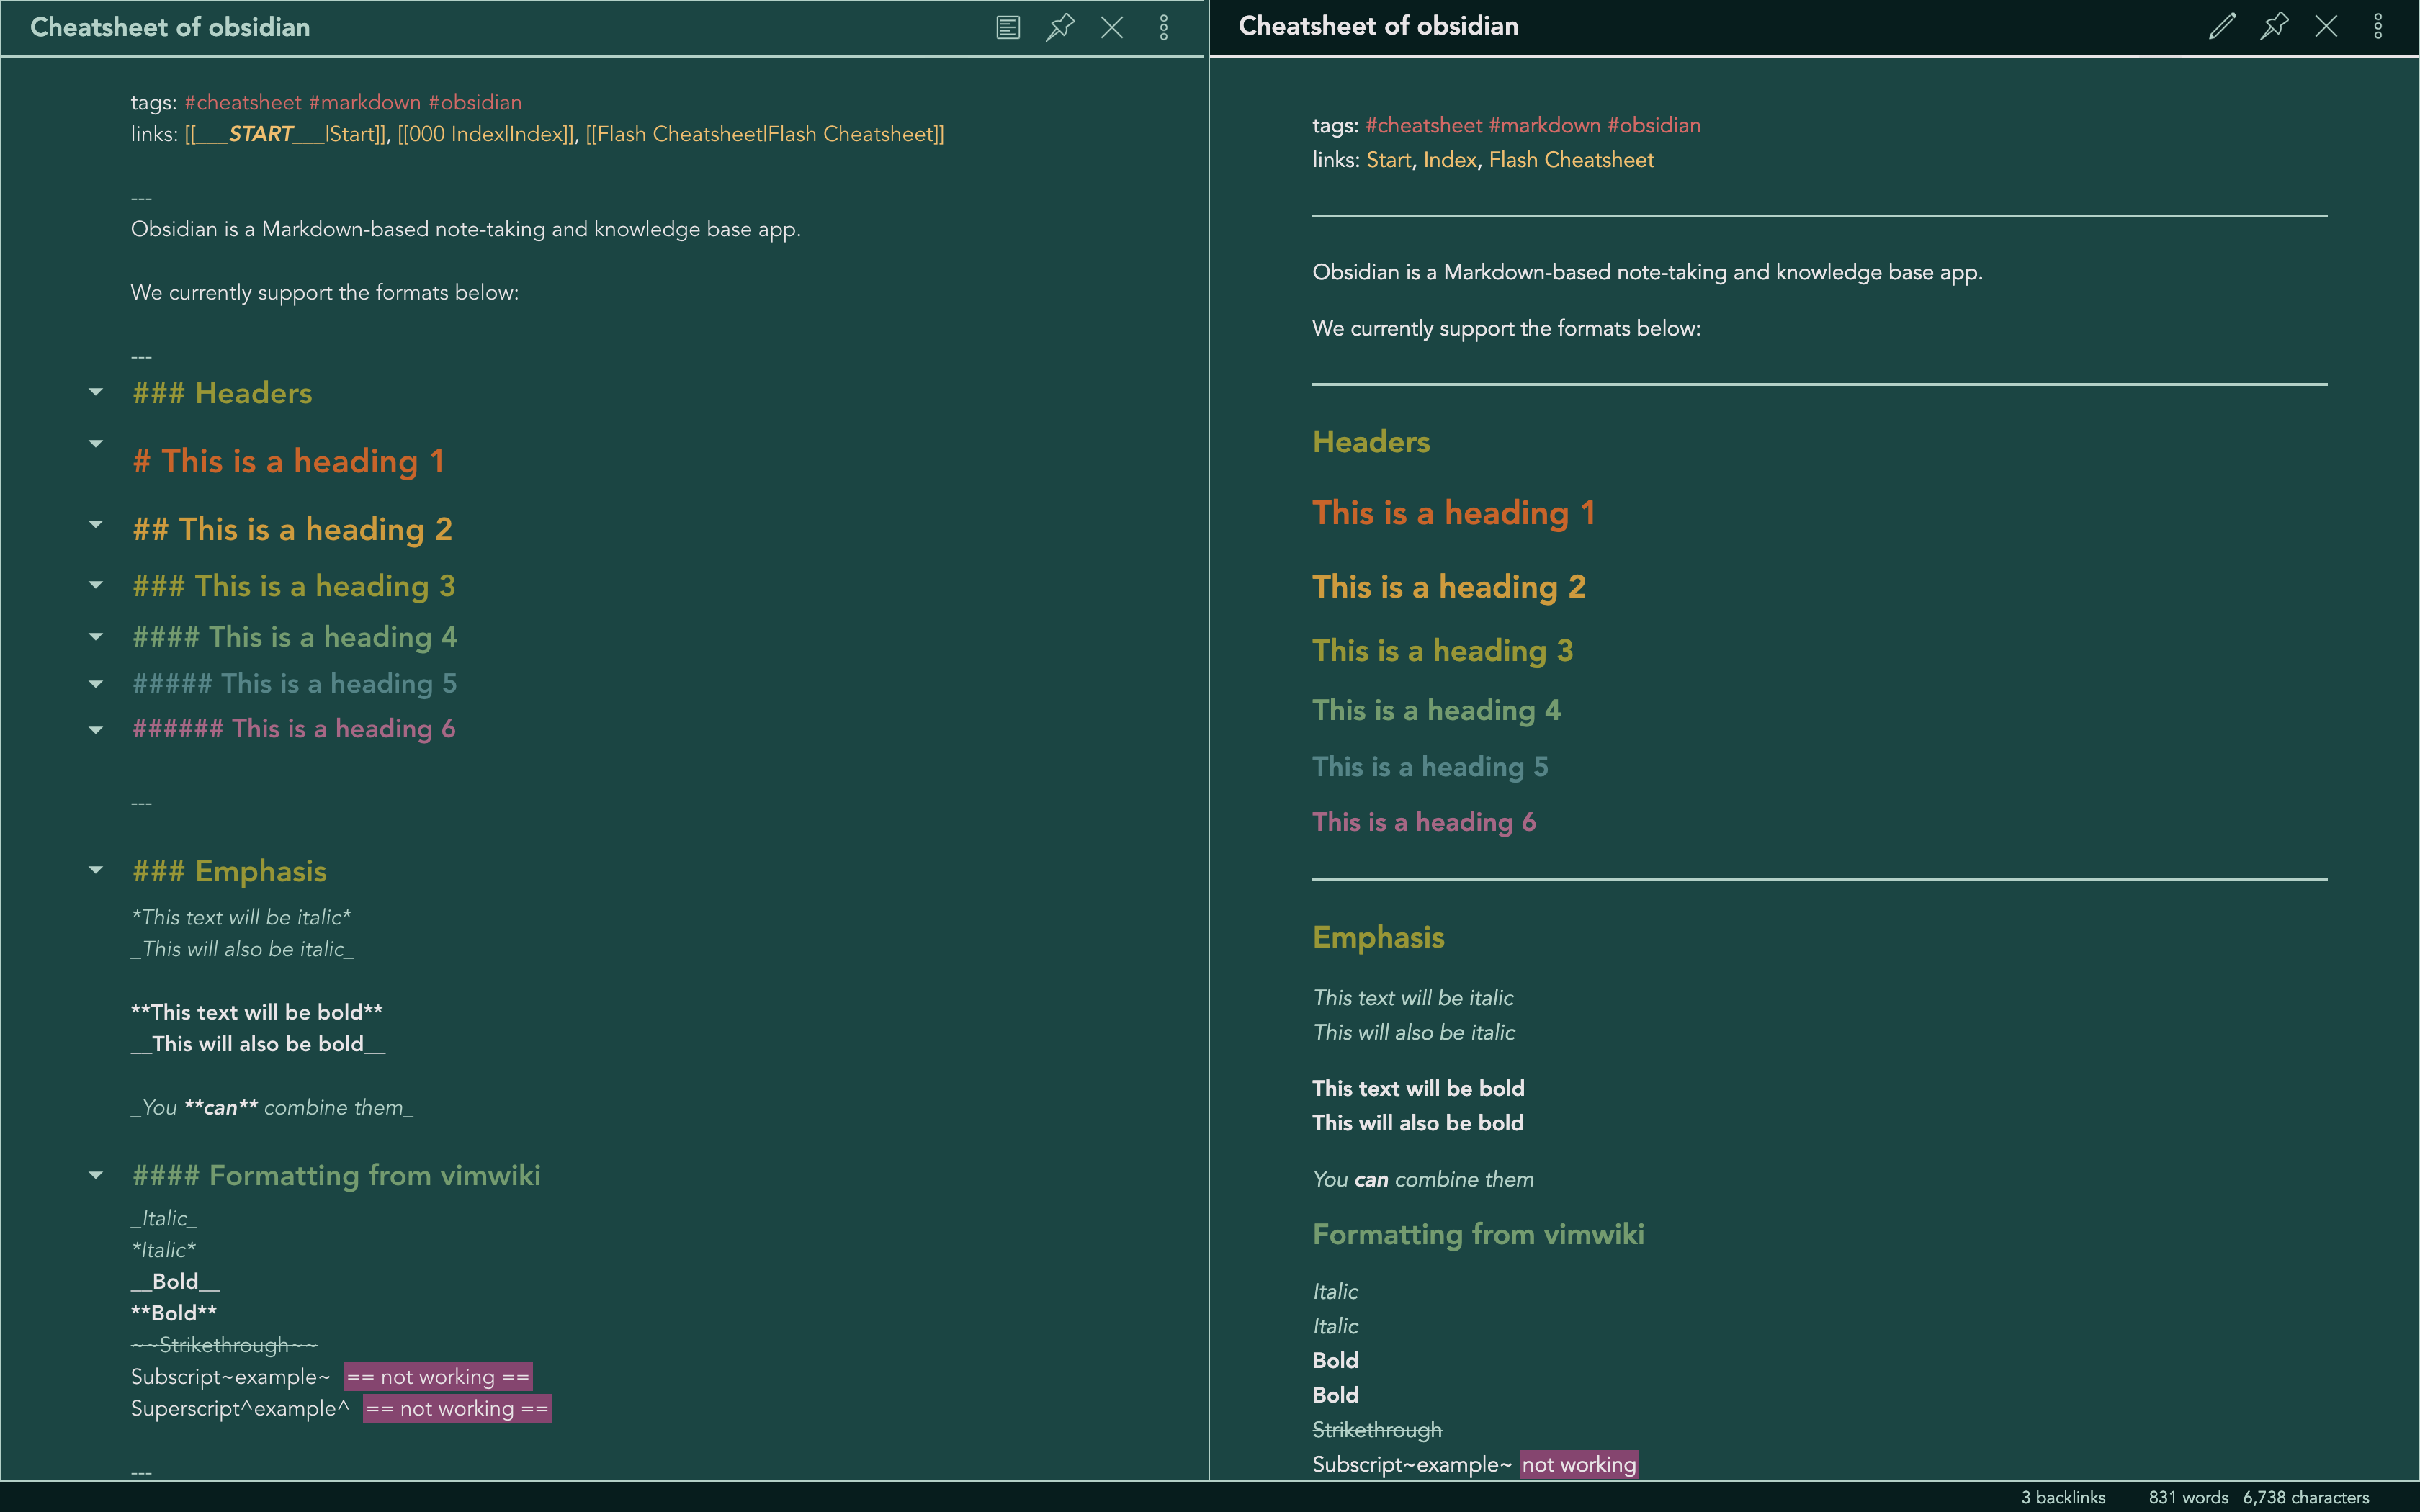 Cheatsheet of obsidian
tags: #cheatsheet #markdown #obsidian
links: [[___START___|Start]], [[000 Index|Index]], [[Flash Cheatsheet|Flash Cheatsheet]]
---
Obsidian is a Markdown-based note-taking and knowledge base app.
We currently support the formats below:
---
### Headers
# This is a heading 1
## This is a heading 2
### This is a heading 3
#### This is a heading 4
##### This is a heading 5
###### This is a heading 6
---
### Emphasis
*This text will be italic*
_This will also be italic_
**This text will be bold**
__This will also be bold__
_You **can** combine them_
#### Formatting from vimwiki
_Italic_
*Italic*
__Bold__
**Bold**
~~Strikethrough~~
Subscript~example~ == not working ==
Superscript^example^ == not working ==
---
Cheatsheet of obsidian
tags: #cheatsheet #markdown #obsidian
links: Start, Index, Flash Cheatsheet
Obsidian is a Markdown-based note-taking and knowledge base app.
We currently support the formats below:
Headers
This is a heading 1
This is a heading 2
This is a heading 3
This is a heading 4
This is a heading 5
This is a heading 6
Emphasis
This text will be italic
This will also be italic
This text will be bold
This will also be bold
You can combine them
Formatting from vimwiki
Italic
Italic
Bold
Bold
Strikethrough
Subscript~example~ not working
3 backlinks 831 words 6,738 characters